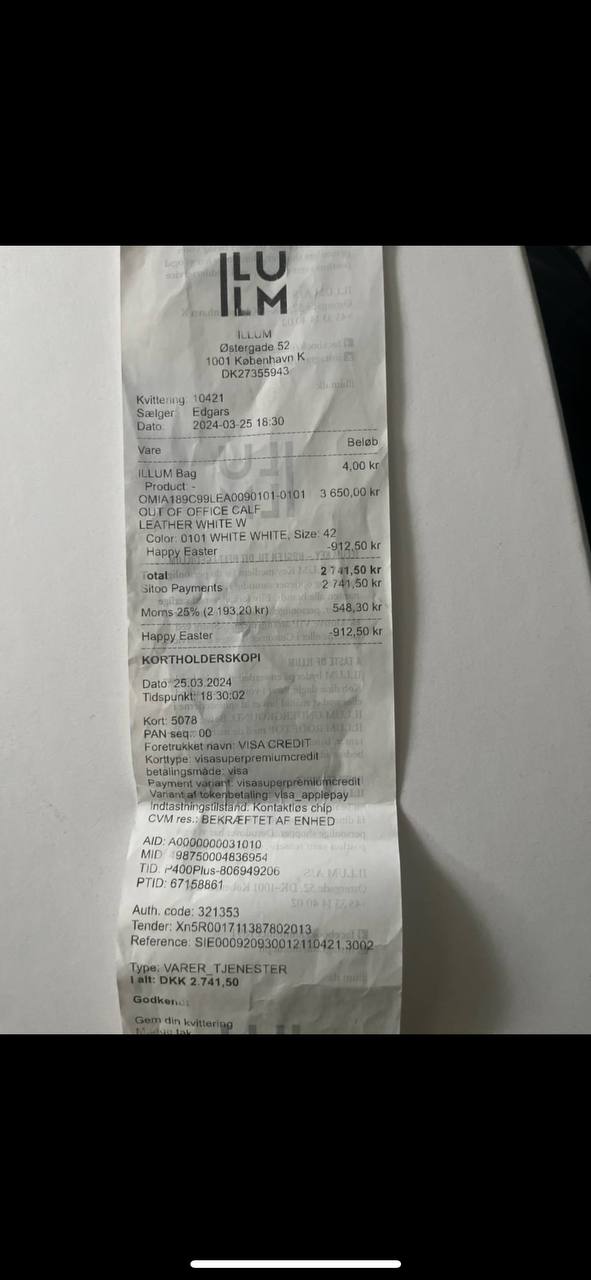 ILLUM
ILLUM
Østergade 52
1001 København K
DK27355943
Kvittering: 10421
Sælger: Edgars
Dato: 2024-03-25 18:30
Vare Beløb
ILLUM Bag 4,00 kr
Product: -
OMIA189C99LEA0090101-0101 3 650,00 kr
OUT OF OFFICE CALF
LEATHER WHITE W
Color: 0101 WHITE WHITE, Size: 42
Happy Easter -912,50 kr
Total 2 741,50 kr
Sitoo Payments 2 741,50 kr
Moms 25% (2 193,20 kr) 548,30 kr
Happy Easter -912,50 kr
KORTHOLDERSKOPI
Dato: 25.03.2024
Tidspunkt: 18:30:02
Kort: 5078
PAN seq.: 00
Foretrukket navn: VISA CREDIT
Korttype: visasuperpremiumcredit
betalingsmåde: visa
Payment variant: visasuperpremiumcredit
Variant af tokenbetaling: visa_applepay
Indtastningstilstand: Kontaktløs chip
CVM res.: BEKRÆFTET AF ENHED
AID: A0000000031010
MID: 98750004836954
TID: P400Plus-806949206
PTID: 67158861
Auth. code: 321353
Tender: Xn5R001711387802013
Reference: SIE000920930012110421.3002
Type: VARER_TJENESTER
I alt: DKK 2.741,50
Godkendt
Gem din kvittering